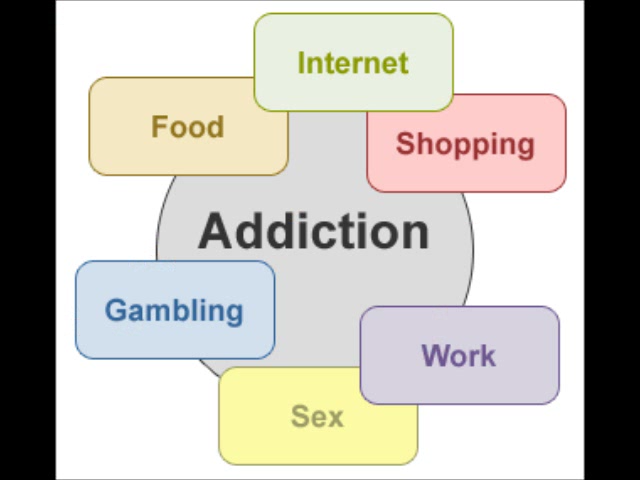 Internet
Food
Shopping
Addiction
Gambling
Work
Sex